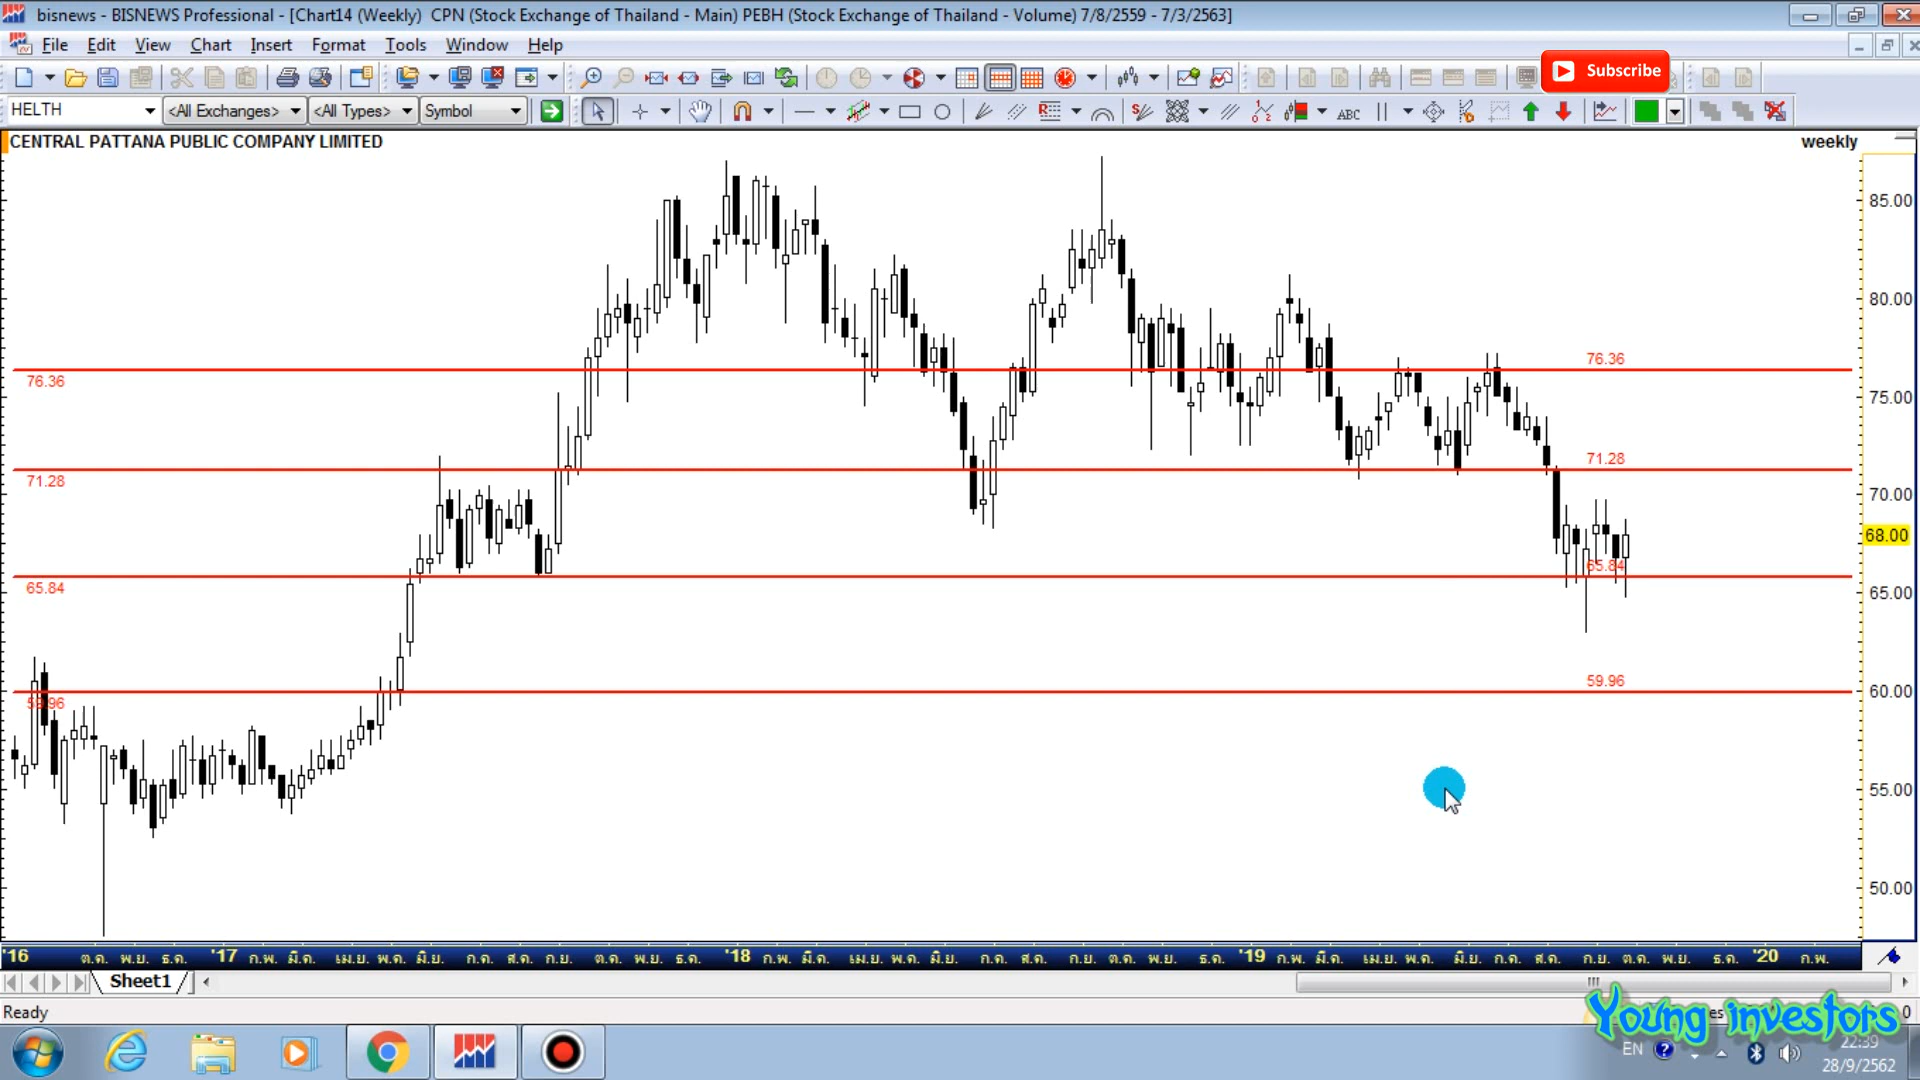 bisnews - BISNEWS Professional - [Chart14 (Weekly)  CPN (Stock Exchange of Thailand - Main) PEBH (Stock Exchange of Thailand - Volume) 7/8/2559 - 7/3/2563]
File Edit View Chart Insert Format Tools Window Help
Subscribe
HELTH <All Exchanges> <All Types> Symbol ABC
CENTRAL PATTANA PUBLIC COMPANY LIMITED weekly
85.00
80.00
76.36 76.36
75.00
71.28 71.28
70.00
68.00
65.84 65.84
65.00
59.96 59.96
60.00
55.00
50.00
'16 ต.ค. พ.ย. ธ.ค. '17 ก.พ. มี.ค. เม.ย. พ.ค. มิ.ย. ก.ค. ส.ค. ก.ย. ต.ค. พ.ย. ธ.ค. '18 ก.พ. มี.ค. เม.ย. พ.ค. มิ.ย. ก.ค. ส.ค. ก.ย. ต.ค. พ.ย. ธ.ค. '19 ก.พ. มี.ค. เม.ย. พ.ค. มิ.ย. ก.ค. ส.ค. ก.ย. ต.ค. พ.ย. ธ.ค. '20 ก.พ.
Sheet1
Ready
Young investors
EN 22:39
28/9/2562